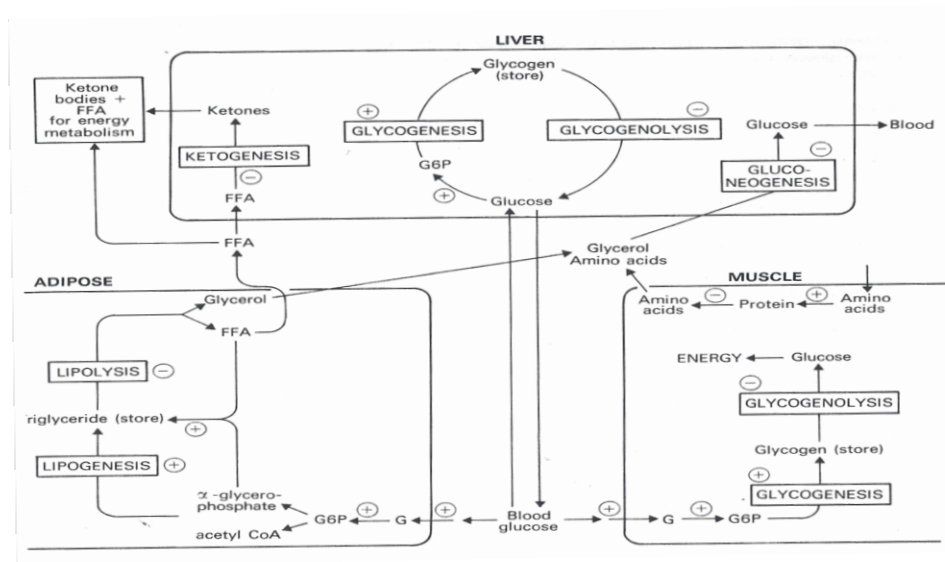 LIVER
Ketone
bodies +
FFA
for energy
metabolism
Ketones
KETOGENESIS
−
FFA
FFA
Glycogen
(store)
+
GLYCOGENESIS
G6P
+
Glucose
−
GLYCOGENOLYSIS
Glucose
Blood
−
GLUCO-
NEOGENESIS
Glycerol
Amino acids
ADIPOSE
Glycerol
FFA
LIPOLYSIS −
riglyceride (store)
+
LIPOGENESIS +
α-glycero-
phosphate
acetyl CoA
G6P + G +
Blood
glucose
+ G + G6P
MUSCLE
Amino
acids
− Protein +
Amino
acids
ENERGY Glucose
−
GLYCOGENOLYSIS
Glycogen (store)
+
GLYCOGENESIS